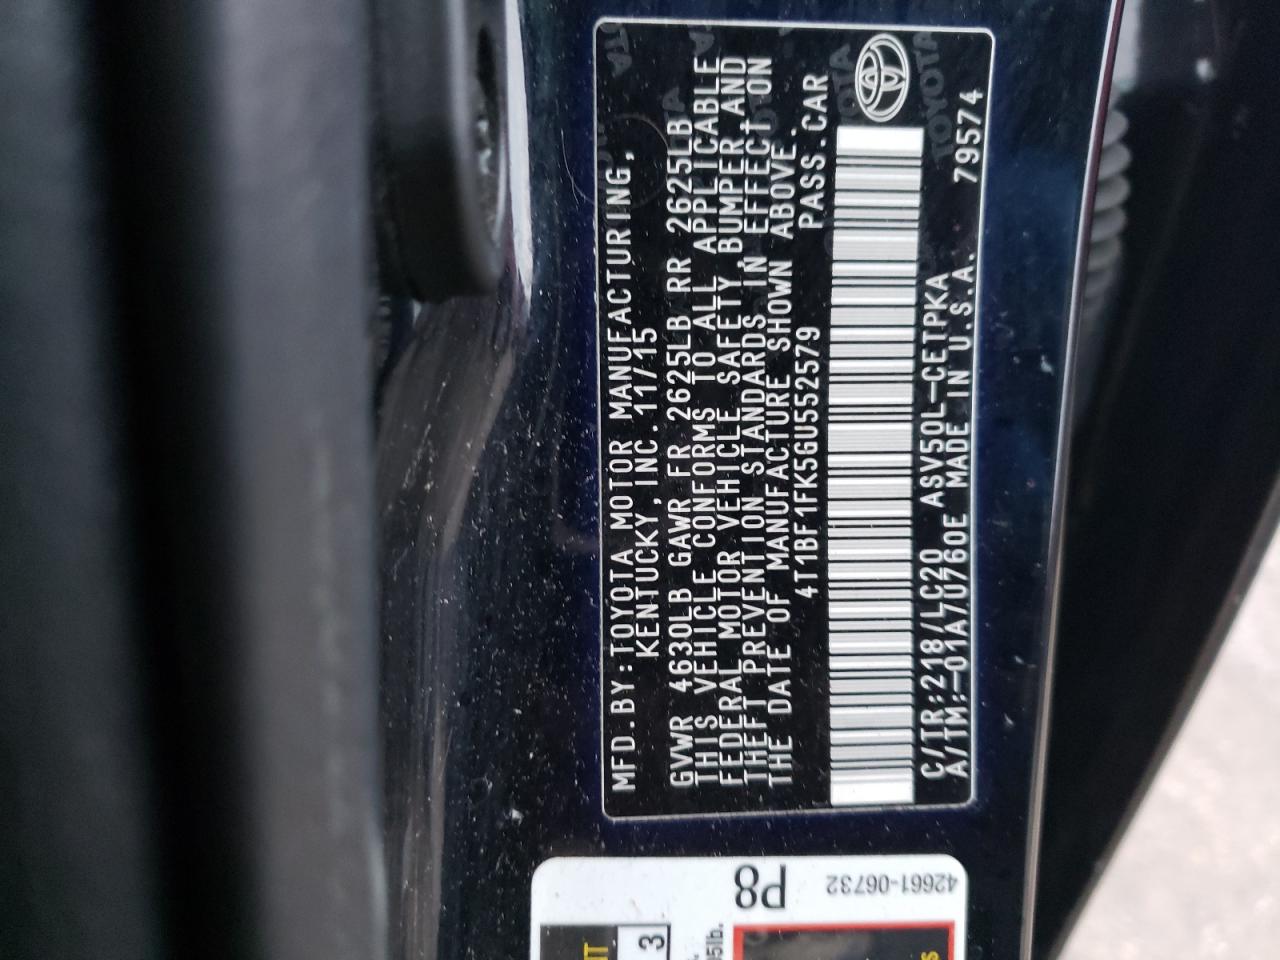 MFD.BY:TOYOTA MOTOR MANUFACTURING,
KENTUCKY,INC.11/15
GVWR 4630LB GAWR FR 2625LB RR 2625LB
THIS VEHICLE CONFORMS TO ALL APPLICABLE
FEDERAL MOTOR VEHICLE SAFETY,BUMPER AND
THEFT PREVENTION STANDARDS IN EFFECT ON
THE DATE OF MANUFACTURE SHOWN ABOVE.
4T1BF1FK5GU552579 PASS.CAR
C/TR:218/LC20 ASV50L-CETPKA
A/TM:-01A/U760E MADE IN U.S.A. 79574
TOYOTA
P8
42661-06732
3